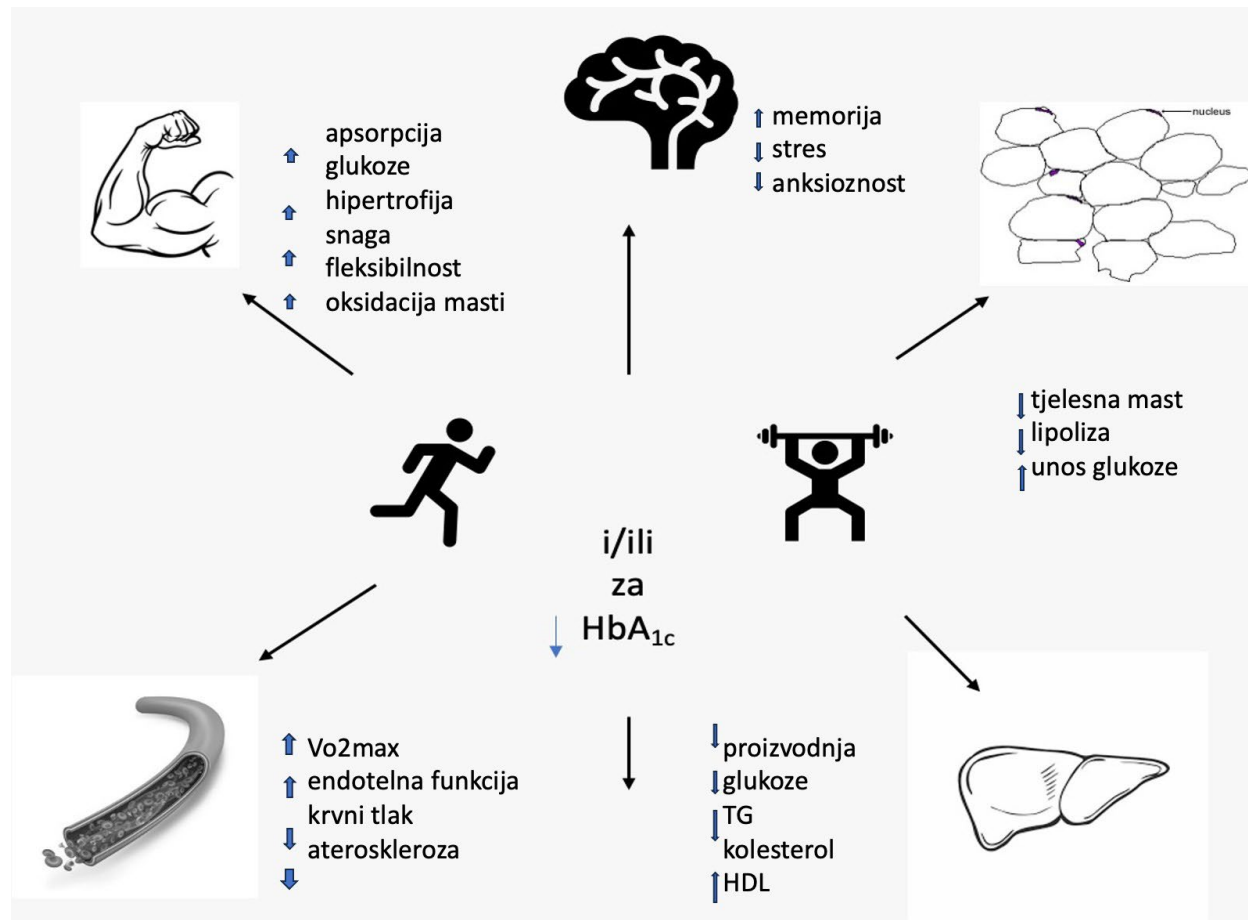 apsorpcija
glukoze
hipertrofija
snaga
fleksibilnost
oksidacija masti
memorija
stres
anksioznost
nucleus
tjelesna mast
lipoliza
unos glukoze
i/ili
za
HbA1c
Vo2max
endotelna funkcija
krvni tlak
ateroskleroza
proizvodnja
glukoze
TG
kolesterol
HDL